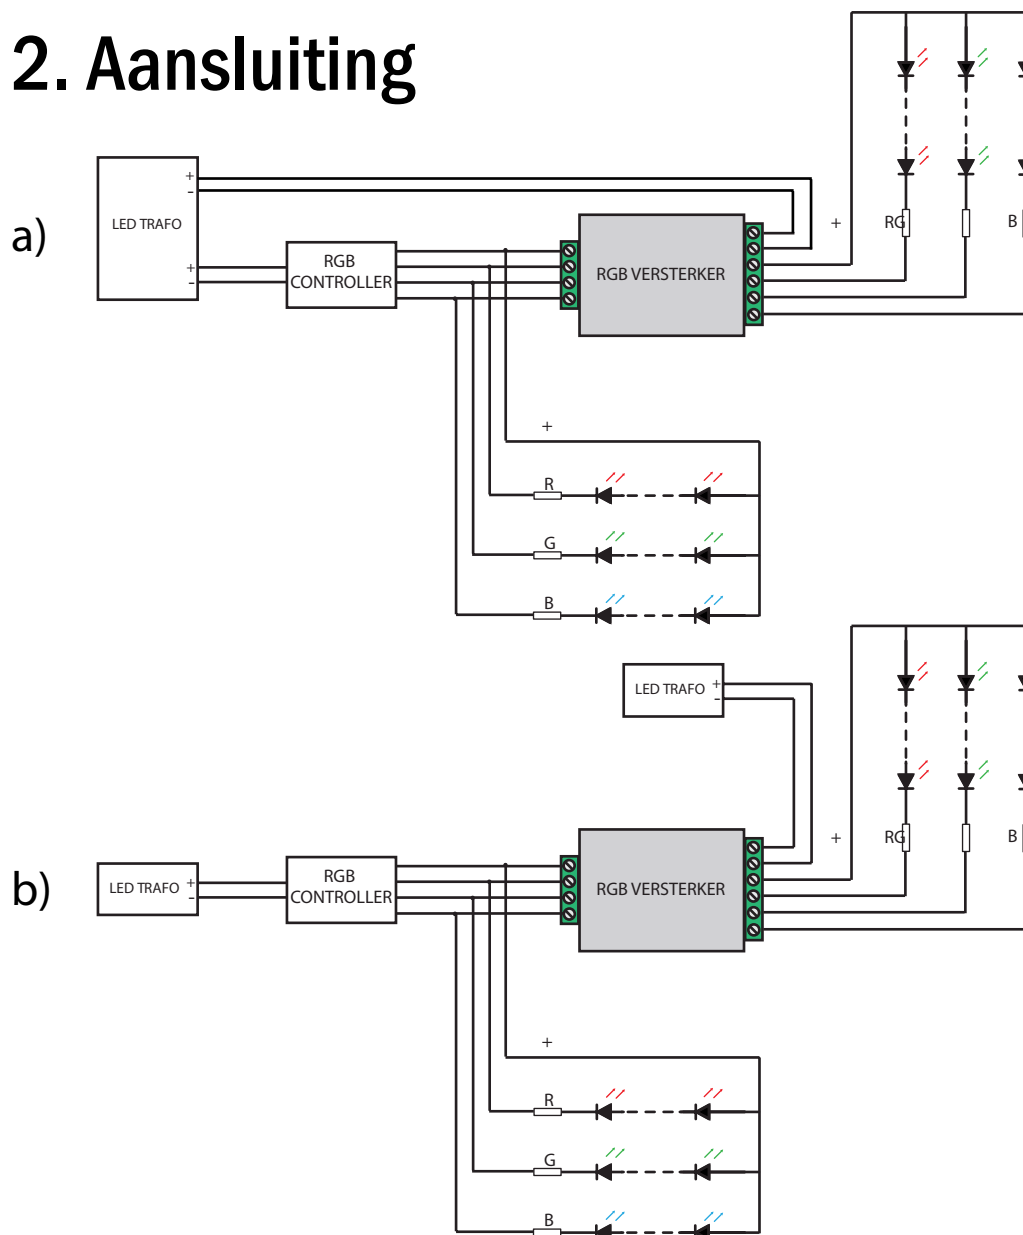 2. Aansluiting
a)
LED TRAFO
+
-
+
-
RGB
CONTROLLER
RGB VERSTERKER
+
RG
B
+
R
G
B
b)
LED TRAFO
+
-
LED TRAFO
+
-
RGB
CONTROLLER
RGB VERSTERKER
+
RG
B
+
R
G
B